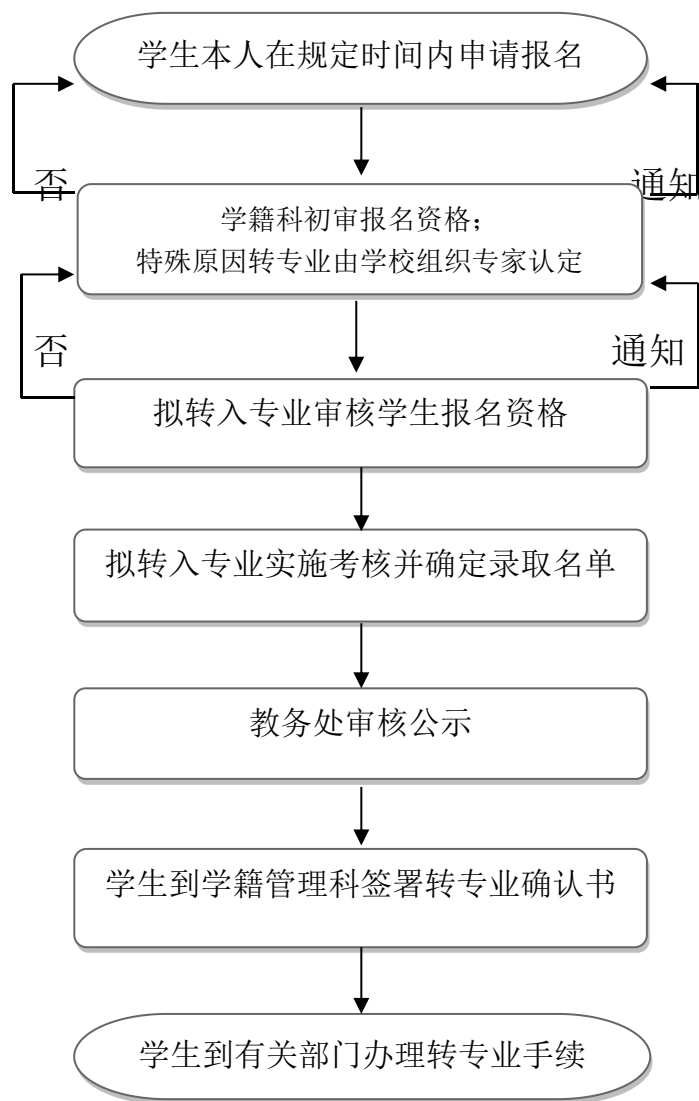 学生本人在规定时间内申请报名
否
通知
学籍科初审报名资格；
特殊原因转专业由学校组织专家认定
否
通知
拟转入专业审核学生报名资格
拟转入专业实施考核并确定录取名单
教务处审核公示
学生到学籍管理科签署转专业确认书
学生到有关部门办理转专业手续